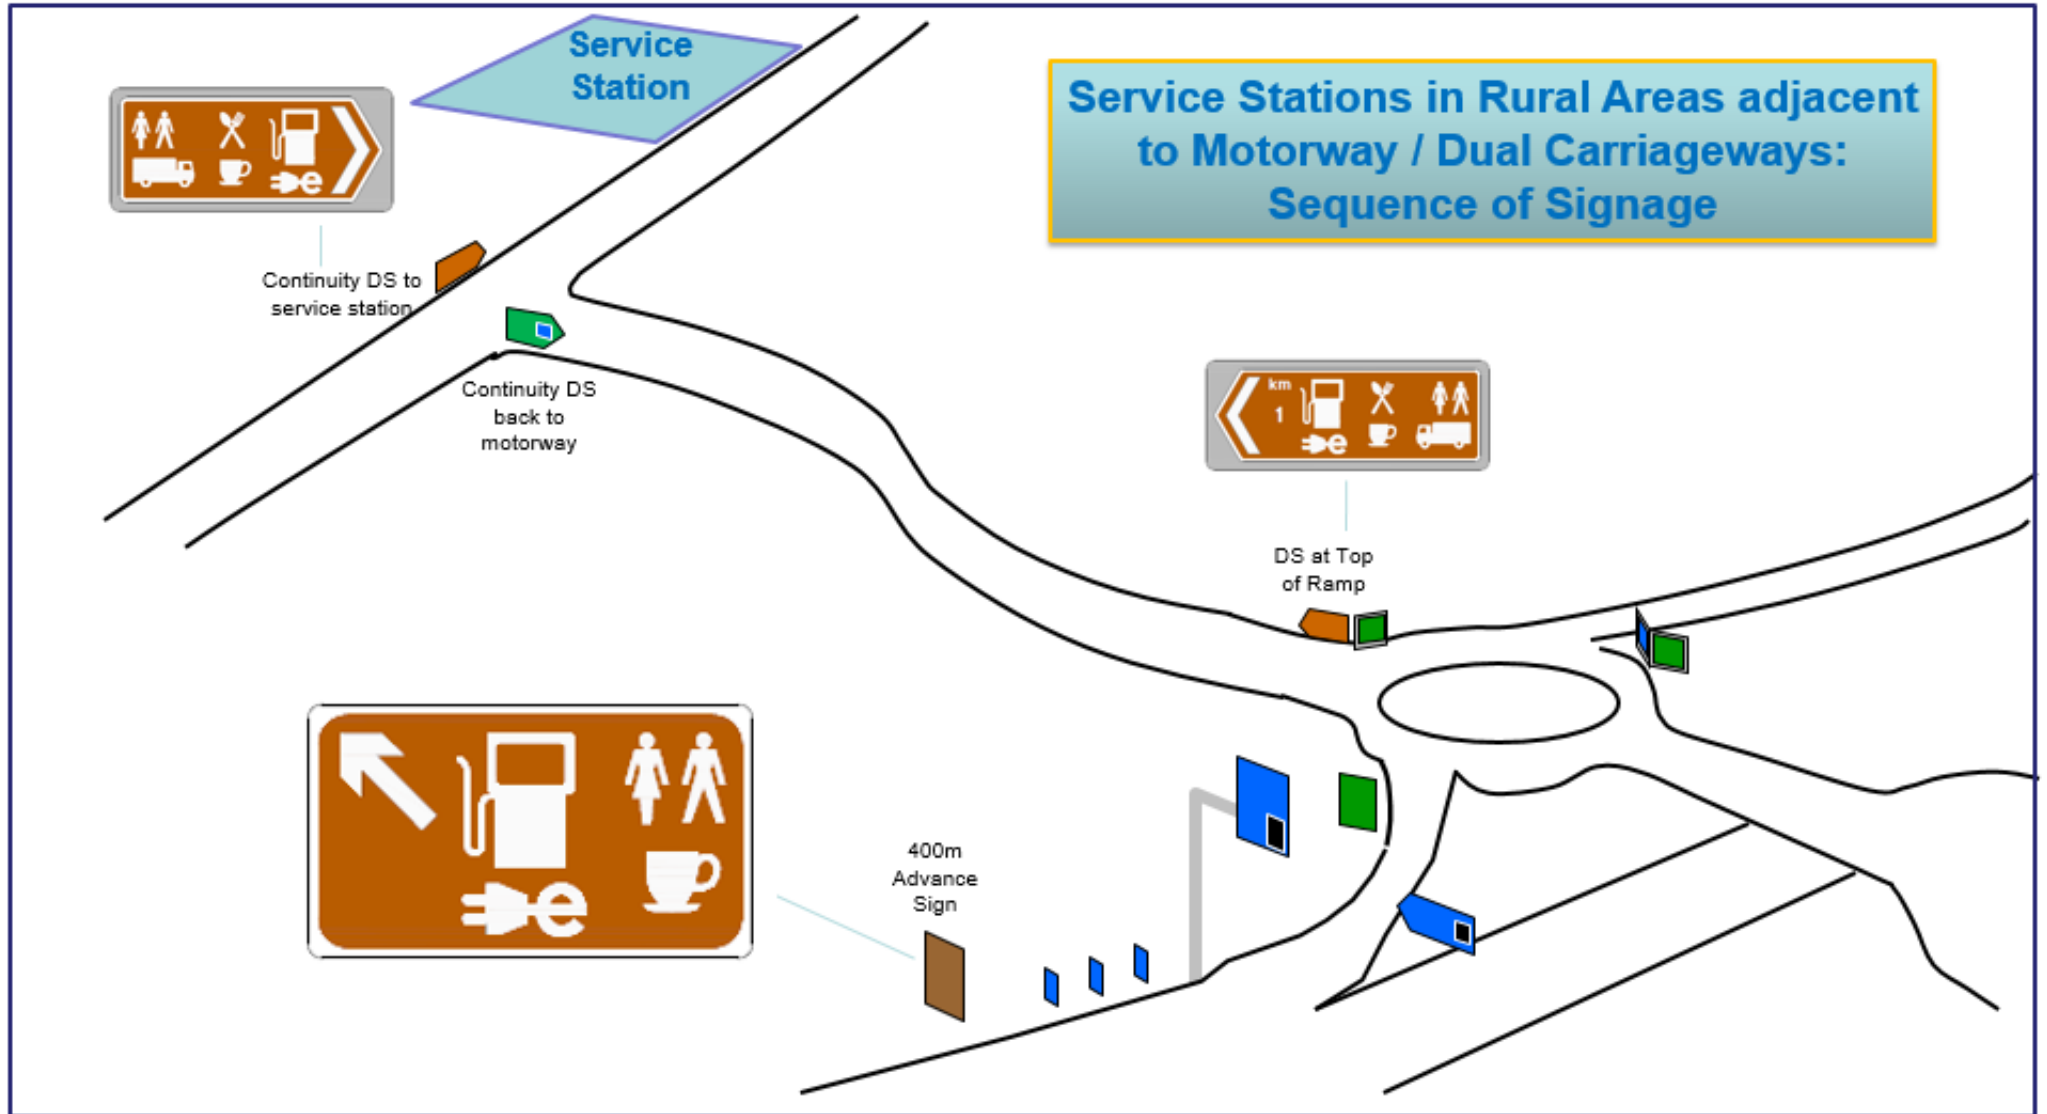 Service
Station
Service Stations in Rural Areas adjacent
to Motorway / Dual Carriageways:
Sequence of Signage
e
Continuity DS to
service station
Continuity DS
back to
motorway
km
1
e
DS at Top
of Ramp
400m
Advance
Sign
e